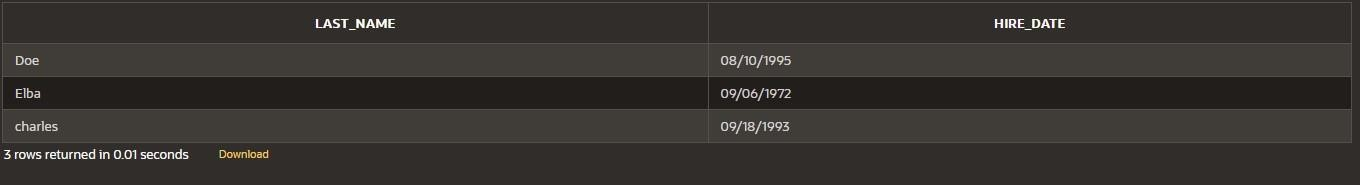 LAST_NAME HIRE_DATE
Doe 08/10/1995
Elba 09/06/1972
charles 09/18/1993
3 rows returned in 0.01 seconds Download